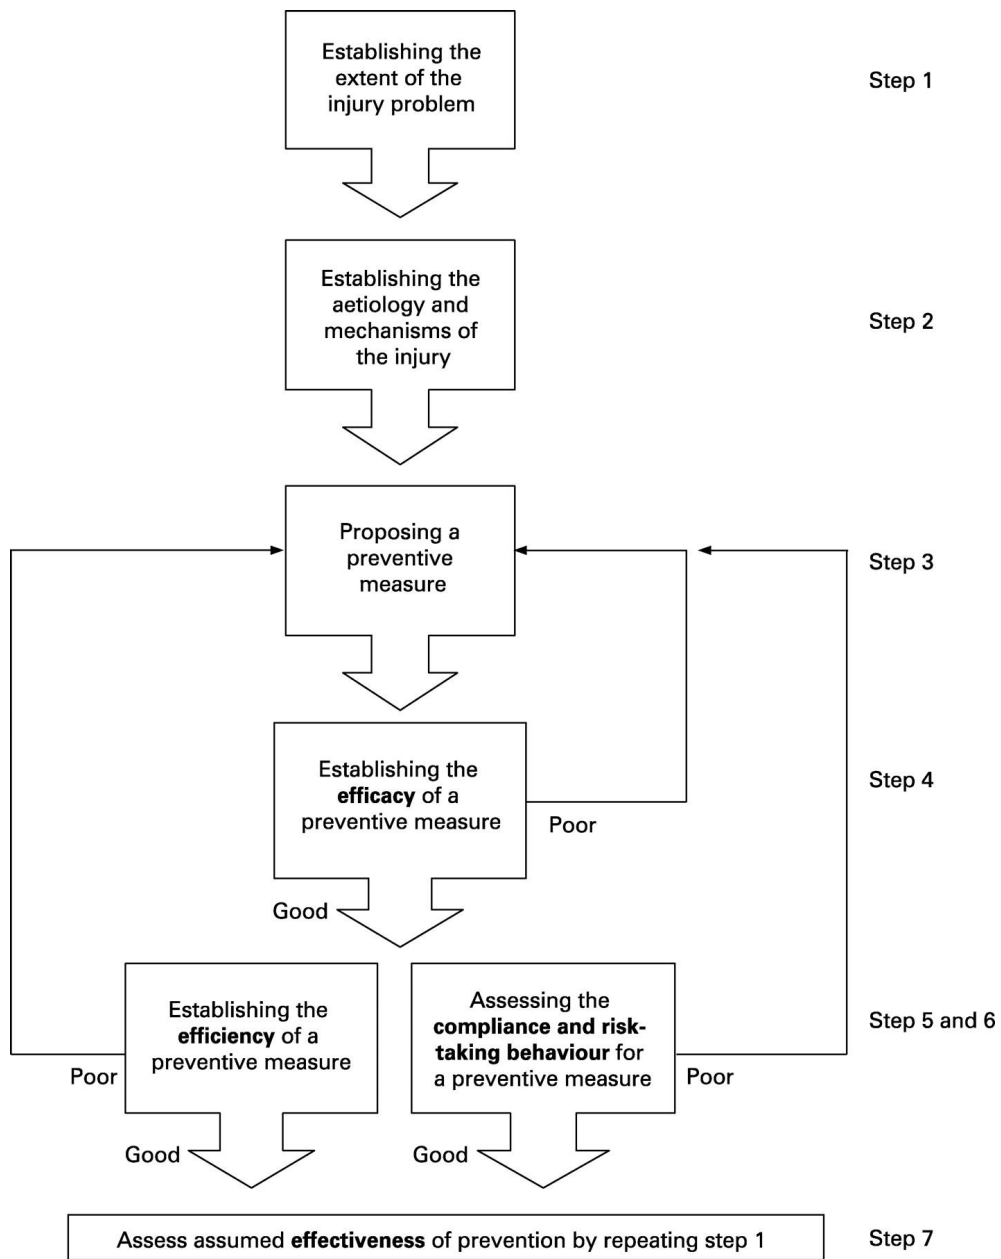 Establishing the
extent of the
injury problem
Step 1
Establishing the
aetiology and
mechanisms of
the injury
Step 2
Proposing a
preventive
measure
Step 3
Establishing the
efficacy of a
preventive measure
Poor
Step 4
Good
Establishing the
efficiency of a
preventive measure
Poor
Assessing the
compliance and risk-
taking behaviour for
a preventive measure
Poor
Step 5 and 6
Good
Good
Assess assumed effectiveness of prevention by repeating step 1
Step 7